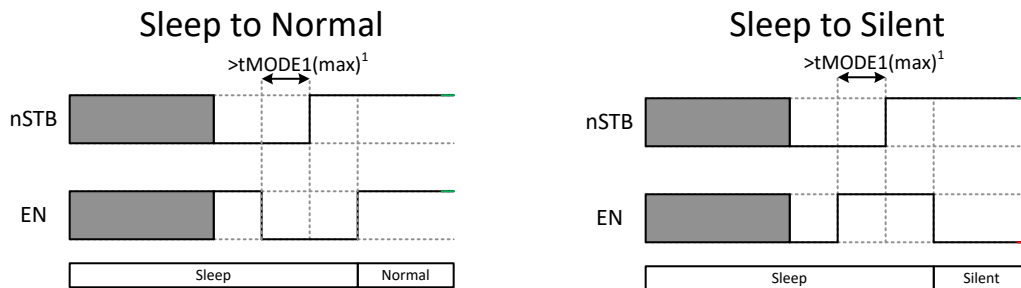 Sleep to Normal
>tMODE1(max)1
nSTB
EN
Sleep
Normal
Sleep to Silent
>tMODE1(max)1
nSTB
EN
Sleep
Silent